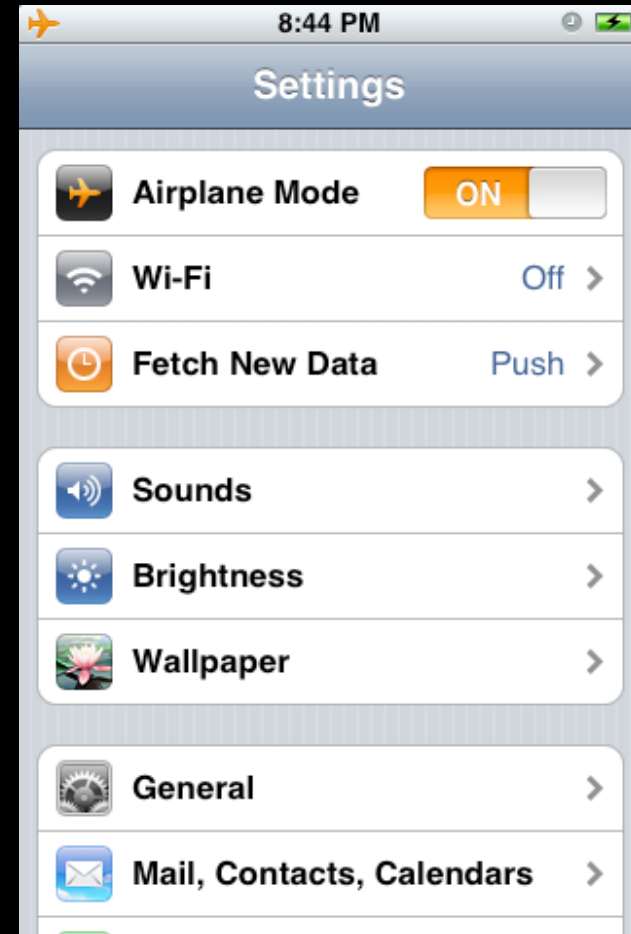 8:44 PM
Settings
Airplane Mode ON
Wi-Fi Off
Fetch New Data Push
Sounds
Brightness
Wallpaper
General
Mail, Contacts, Calendars